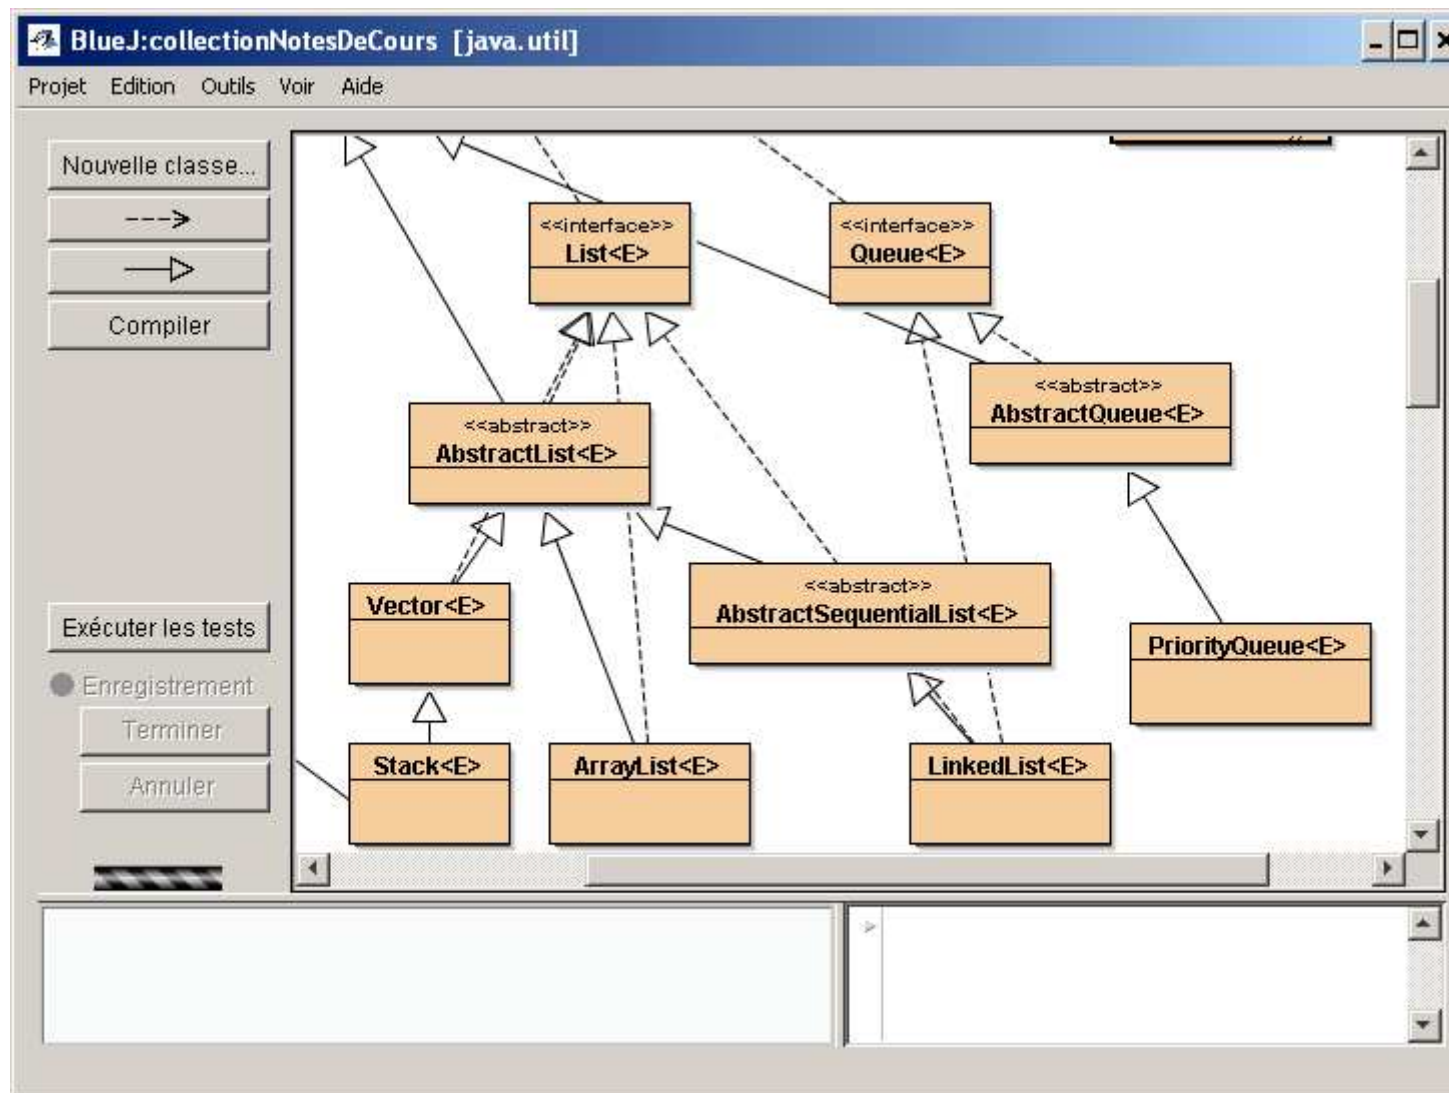 BlueJ:collectionNotesDeCours [java.util]
Projet Edition Outils Voir Aide
Nouvelle classe...
Compiler
Exécuter les tests
Enregistrement
Terminer
Annuler
<<interface>>
List<E>
<<interface>>
Queue<E>
<<abstract>>
AbstractQueue<E>
<<abstract>>
AbstractList<E>
<<abstract>>
AbstractSequentialList<E>
Vector<E>
PriorityQueue<E>
Stack<E>
ArrayList<E>
LinkedList<E>